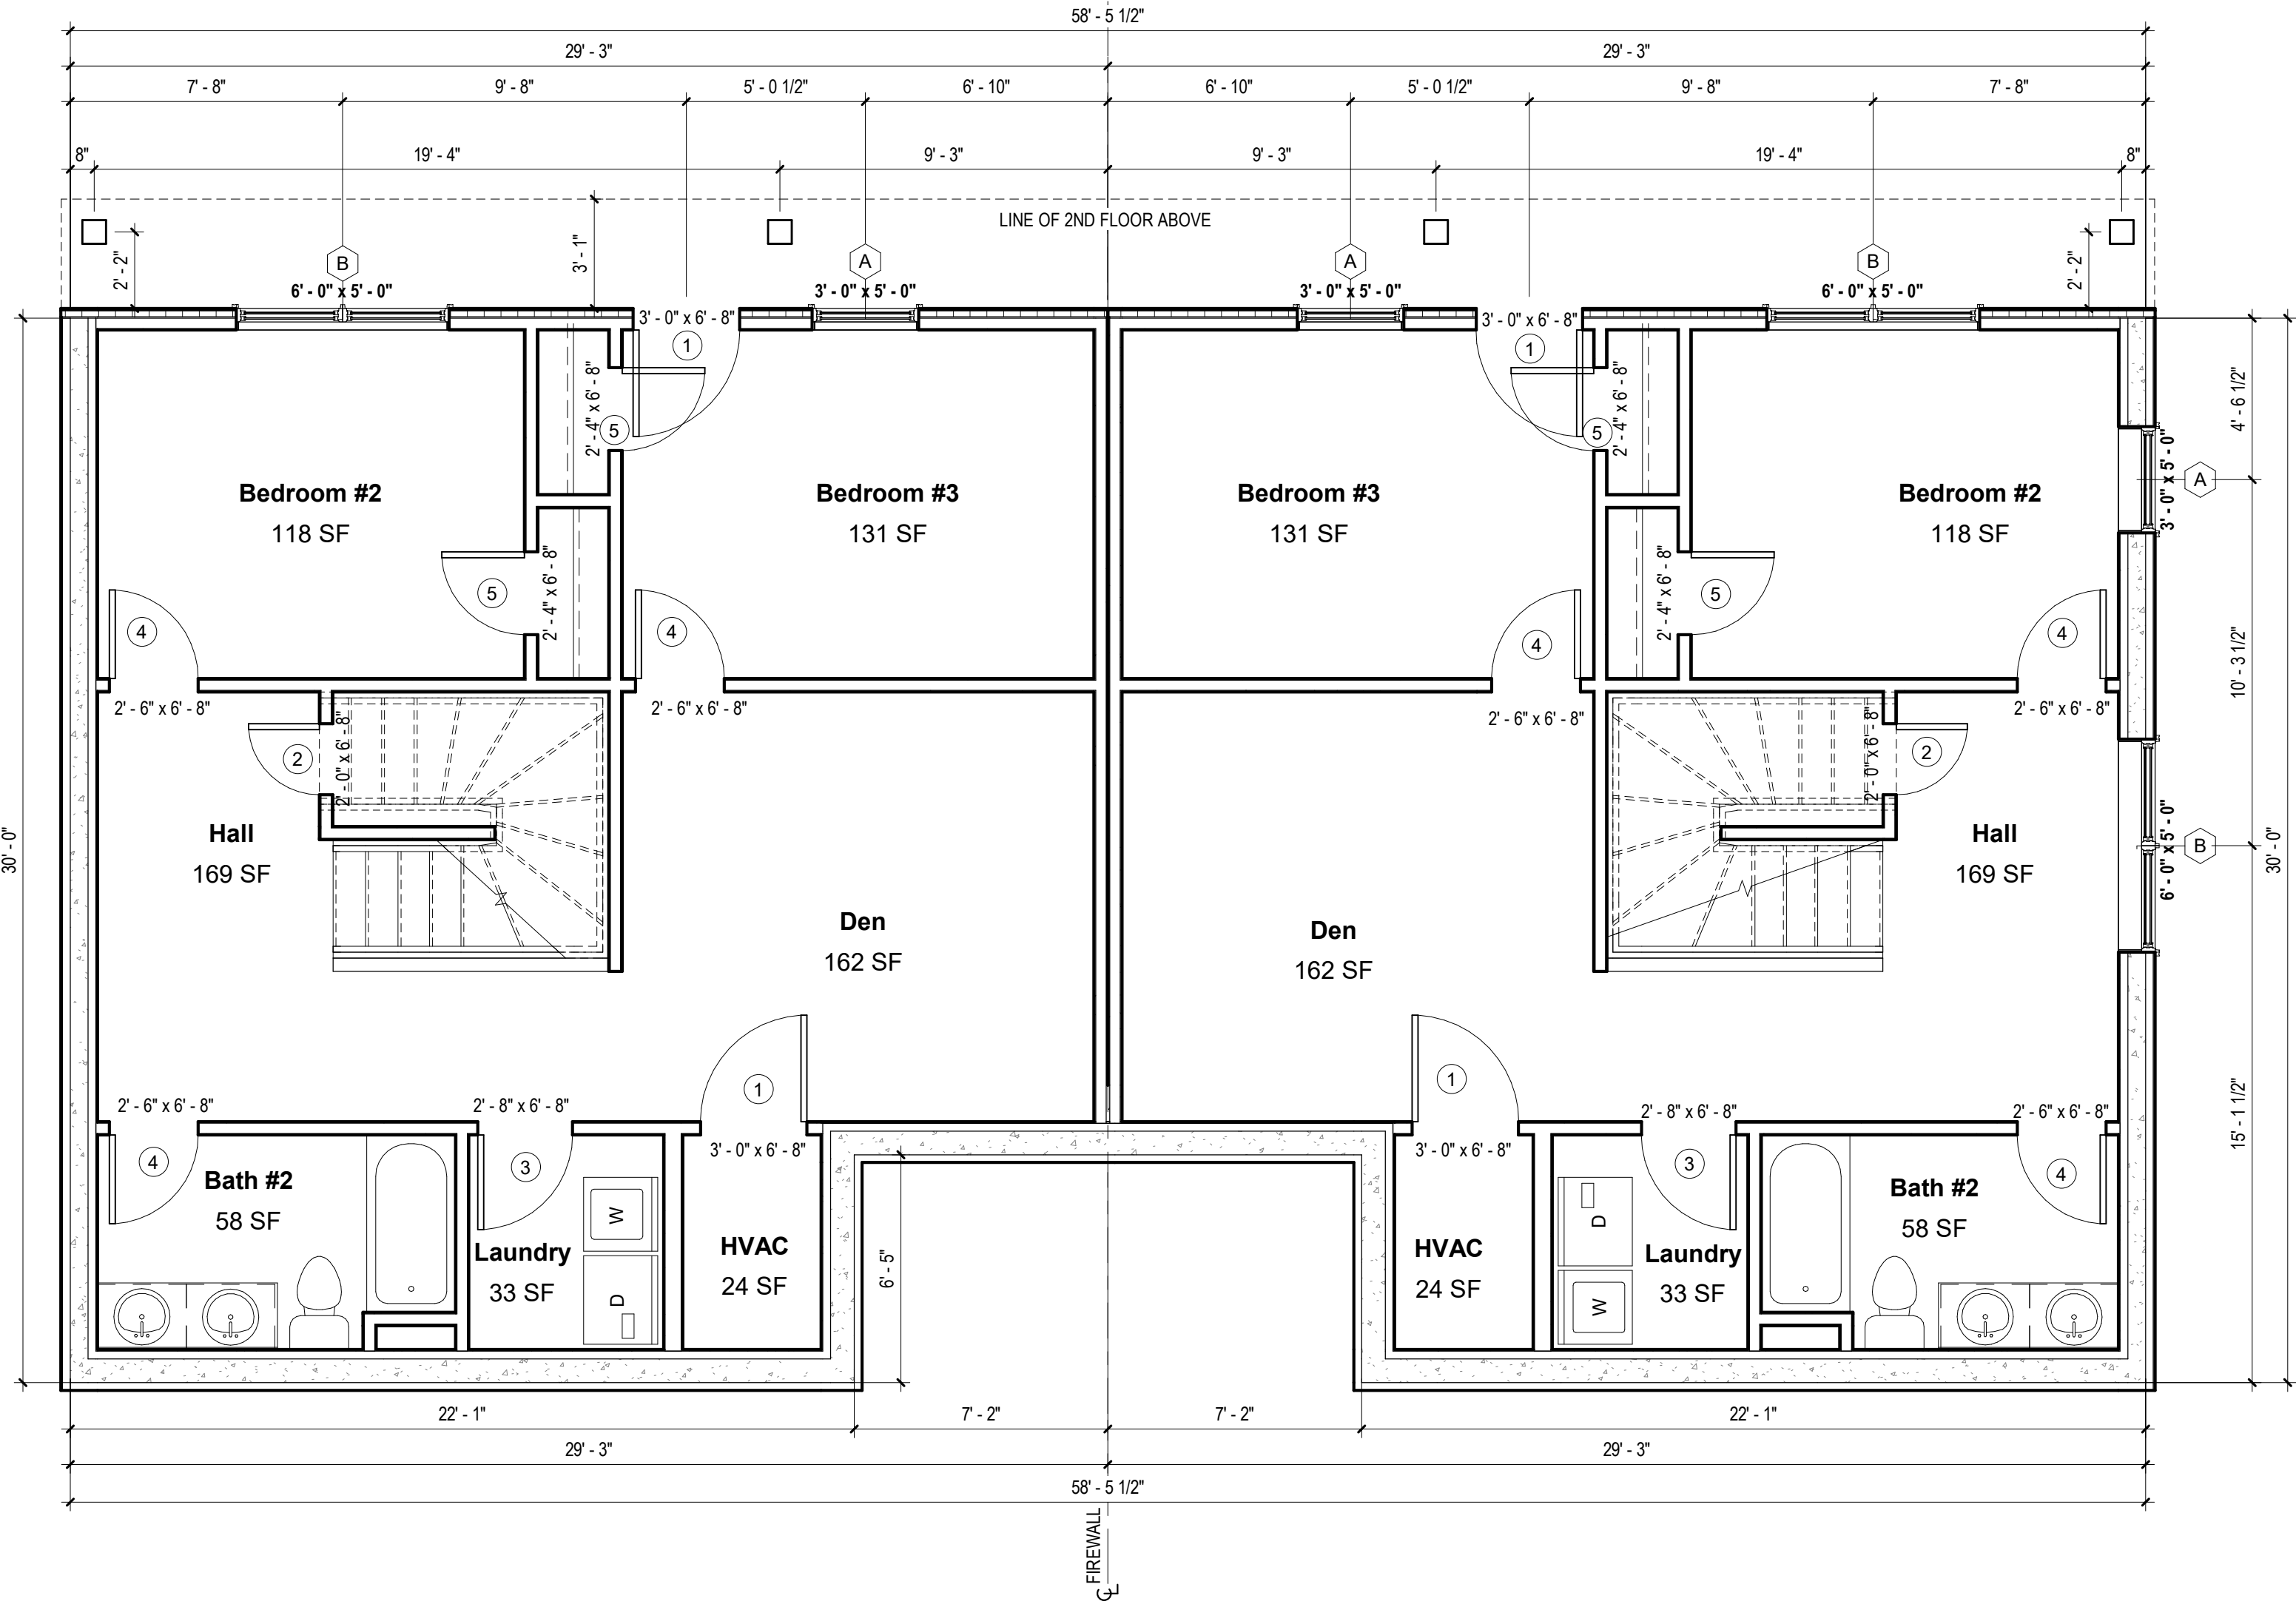 58' - 5 1/2"
29' - 3"
29' - 3"
7' - 8"
9' - 8"
5' - 0 1/2"
6' - 10"
6' - 10"
5' - 0 1/2"
9' - 8"
7' - 8"
8"
19' - 4"
9' - 3"
9' - 3"
19' - 4"
8"
LINE OF 2ND FLOOR ABOVE
2' - 2"
3' - 1"
2' - 2"
B
A
A
B
6' - 0" x 5' - 0"
3' - 0" x 5' - 0"
3' - 0" x 5' - 0"
6' - 0" x 5' - 0"
3' - 0" x 6' - 8"
3' - 0" x 6' - 8"
1
1
2' - 4" x 6' - 8"
2' - 4" x 6' - 8"
5
5
4' - 6 1/2"
3' - 0" x 5' - 0"
A
Bedroom #2
118 SF
Bedroom #3
131 SF
Bedroom #3
131 SF
Bedroom #2
118 SF
5
2' - 4" x 6' - 8"
2' - 4" x 6' - 8"
5
4
4
4
4
10' - 3 1/2"
2' - 6" x 6' - 8"
2' - 6" x 6' - 8"
2' - 6" x 6' - 8"
2' - 6" x 6' - 8"
2
2' - 0" x 6' - 8"
2' - 0" x 6' - 8"
2
30' - 0"
Hall
169 SF
Hall
169 SF
6' - 0" x 5' - 0"
B
30' - 0"
Den
162 SF
Den
162 SF
1
1
2' - 6" x 6' - 8"
2' - 8" x 6' - 8"
2' - 8" x 6' - 8"
2' - 6" x 6' - 8"
15' - 1 1/2"
3' - 0" x 6' - 8"
3' - 0" x 6' - 8"
4
3
3
4
Bath #2
58 SF
Bath #2
58 SF
W
D
D
W
Laundry
33 SF
HVAC
24 SF
6' - 5"
HVAC
24 SF
Laundry
33 SF
22' - 1"
7' - 2"
7' - 2"
22' - 1"
29' - 3"
29' - 3"
58' - 5 1/2"
FIREWALL
CL